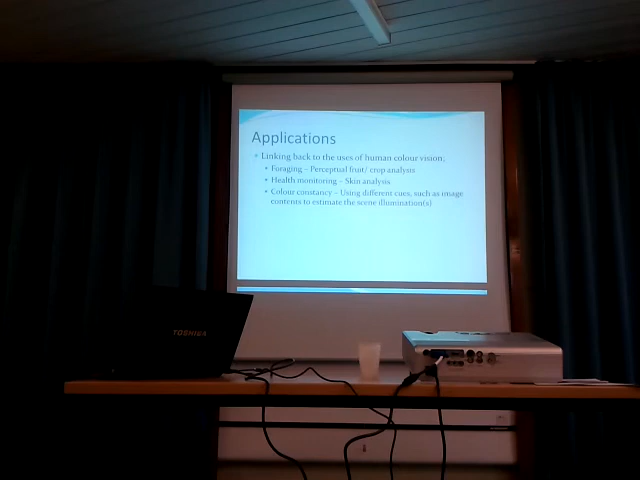 Applications
Linking back to the uses of human colour vision;
Foraging – Perceptual fruit/ crop analysis
Health monitoring – Skin analysis
Colour constancy – Using different cues, such as image
contents to estimate the scene illumination(s)
TOSHIBA